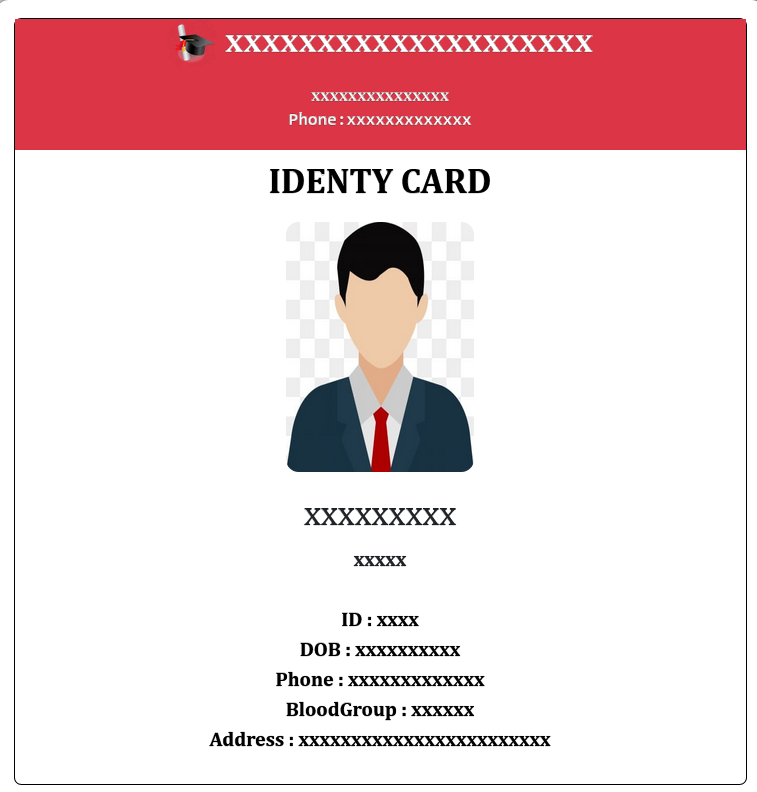 XXXXXXXXXXXXXXXXXXXX
xxxxxxxxxxxxxxx
Phone : xxxxxxxxxxxxx
IDENTY CARD
XXXXXXXXX
xxxxx
ID : xxxx
DOB : xxxxxxxxxx
Phone : xxxxxxxxxxxxx
BloodGroup : xxxxxx
Address : xxxxxxxxxxxxxxxxxxxxxxxx